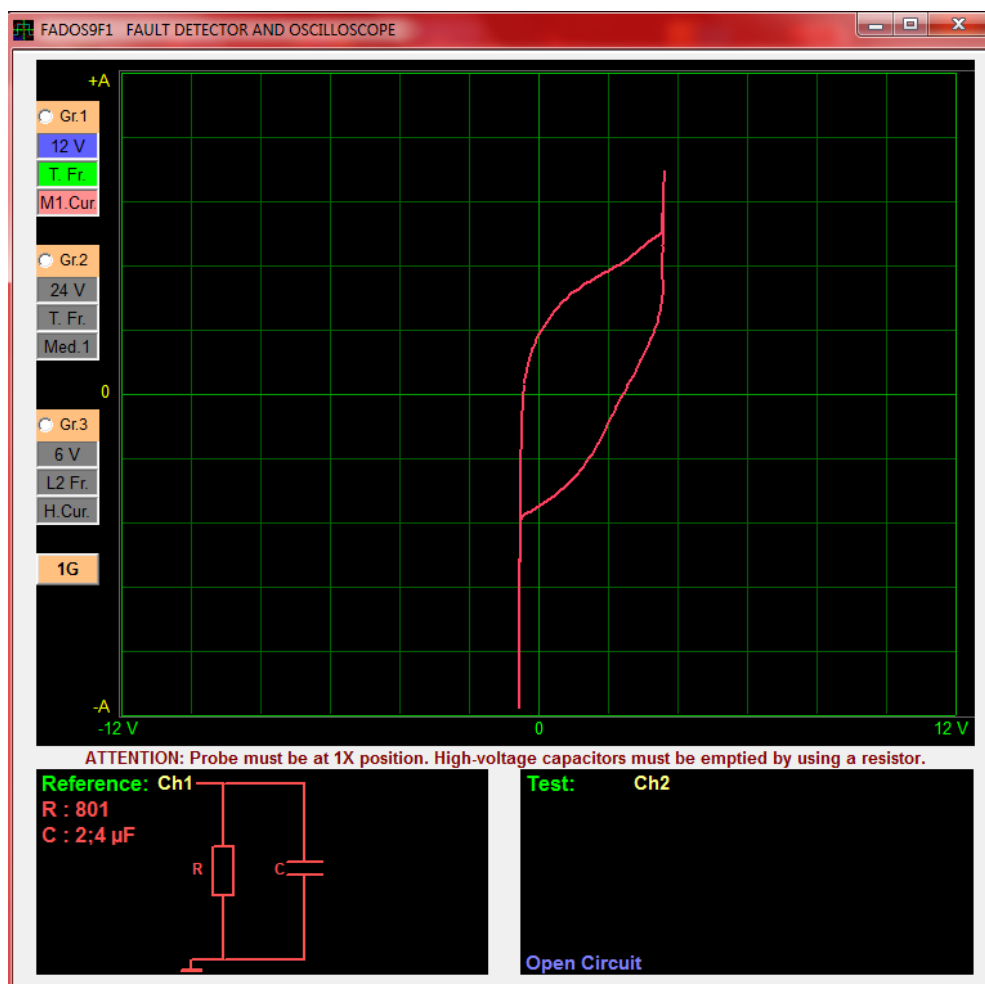 FADOS9F1 FAULT DETECTOR AND OSCILLOSCOPE
+A
Gr.1
12 V
T. Fr.
M1.Cur.
Gr.2
24 V
T. Fr.
Med.1
0
Gr.3
6 V
L2 Fr.
H.Cur.
1G
-A
-12 V 0 12 V
ATTENTION: Probe must be at 1X position. High-voltage capacitors must be emptied by using a resistor.
Reference: Ch1
R : 801
C : 2;4 µF
R C
Test: Ch2
Open Circuit